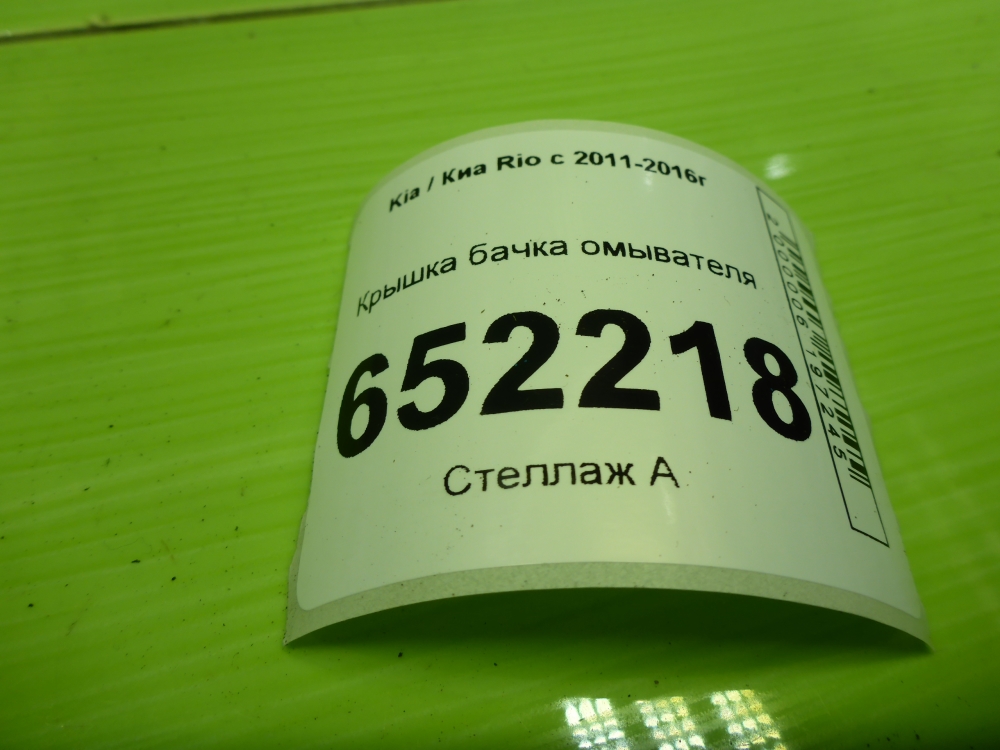 Kia / Киа Rio с 2011-2016г
Крышка бачка омывателя
652218
Стеллаж А
2000006197245